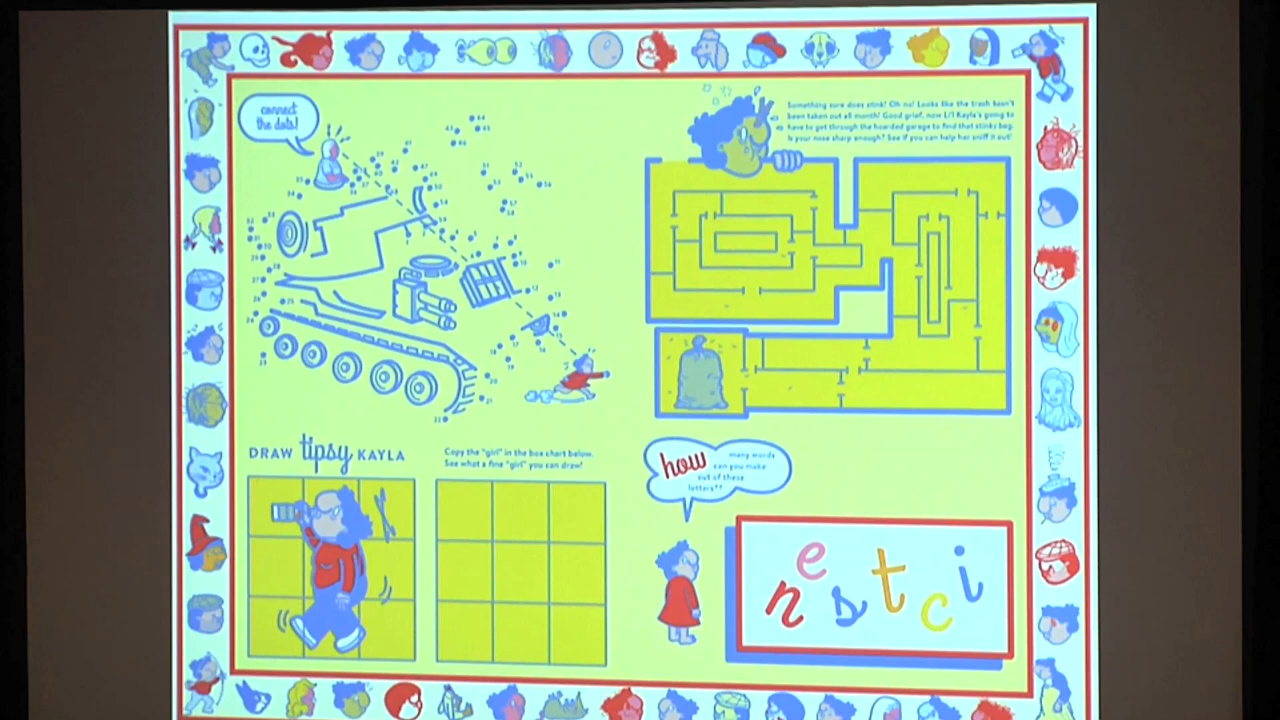 connect
the dots!
Something sure does stink! Oh no! Looks like the trash hasn't
been taken out all month! Good grief, now Li'l Kayla's going to
have to get through the hoarded garage to find that stinky bag.
Is your nose sharp enough? See if you can help her sniff it out!
DRAW tipsy KAYLA
Copy the "girl" in the box chart below.
See what a fine "girl" you can draw!
how many words
can you make
out of these
letters??
n e s t c i